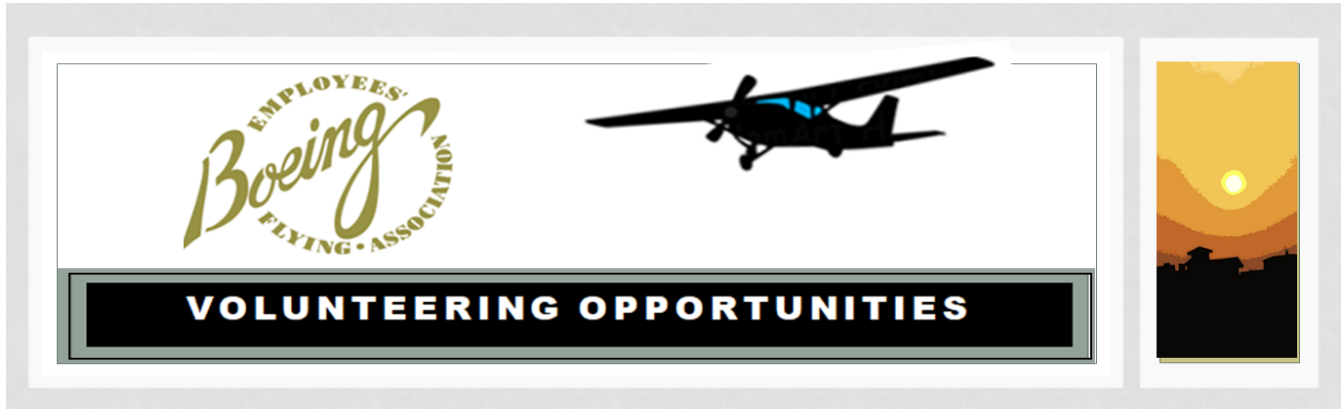 EMPLOYEES'
Boeing
FLYING • ASSOCIATION
VOLUNTEERING OPPORTUNITIES